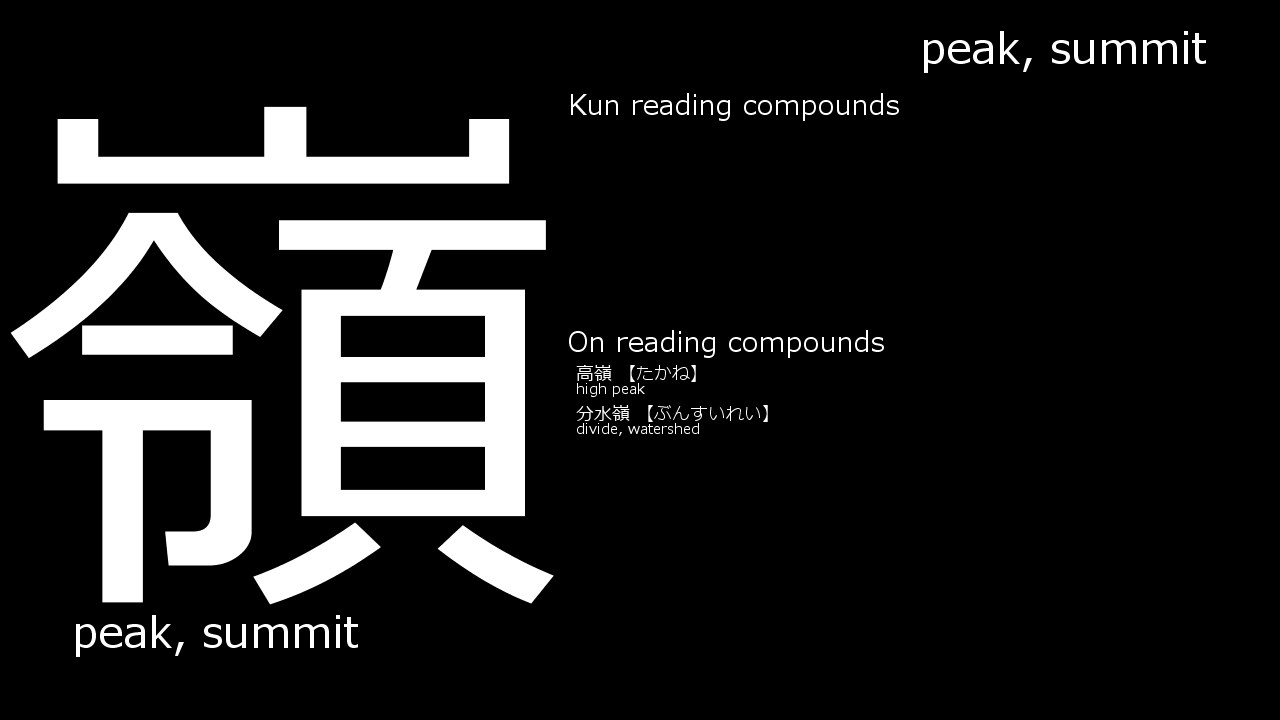 peak, summit
Kun reading compounds
嶺
On reading compounds
高嶺 【たかね】
high peak
分水嶺 【ぶんすいれい】
divide, watershed
peak, summit